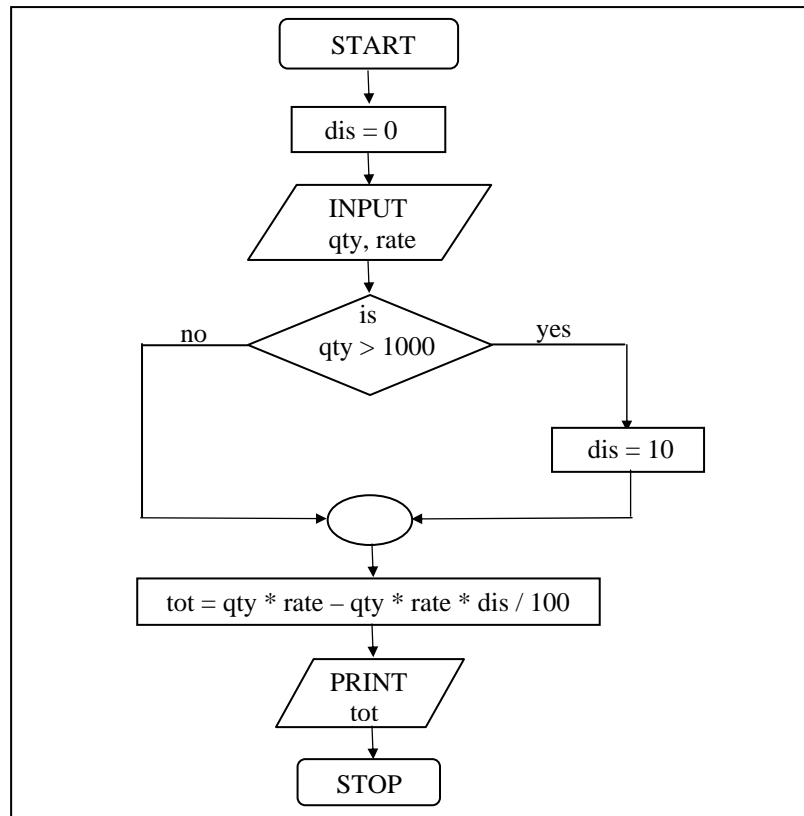 START
dis = 0
INPUT
qty, rate
is
qty > 1000
no
yes
dis = 10
tot = qty * rate – qty * rate * dis / 100
PRINT
tot
STOP